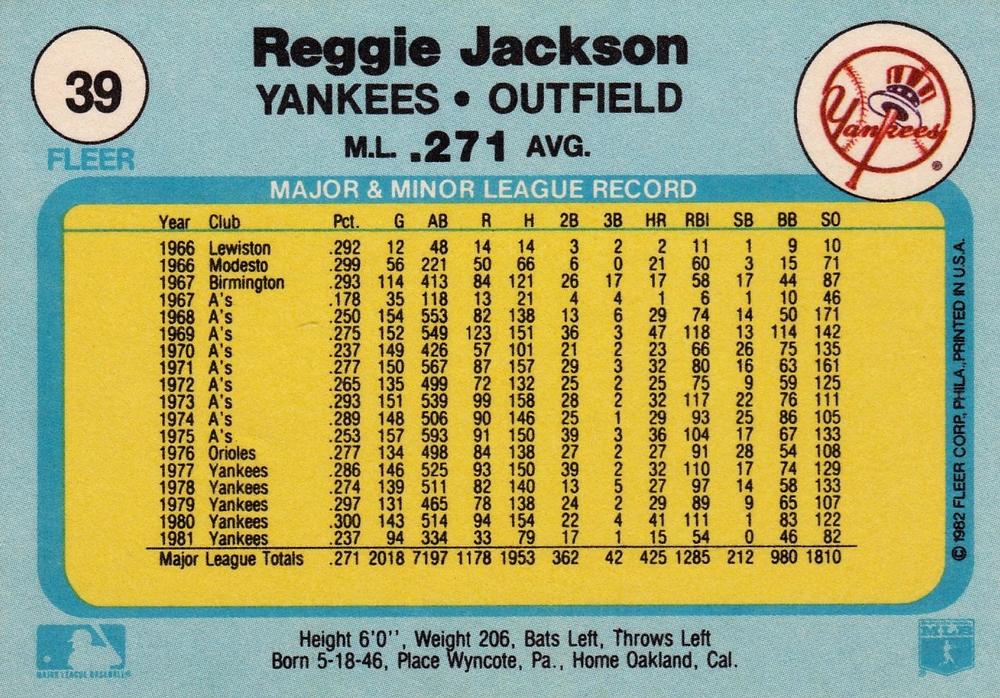 39
FLEER
Reggie Jackson
YANKEES • OUTFIELD
M.L. .271 AVG.
Yankees
®
MAJOR & MINOR LEAGUE RECORD
Year Club Pct. G AB R H 2B 3B HR RBI SB BB SO
1966 Lewiston .292 12 48 14 14 3 2 2 11 1 9 10
1966 Modesto .299 56 221 50 66 6 0 21 60 3 15 71
1967 Birmington .293 114 413 84 121 26 17 17 58 17 44 87
1967 A's .178 35 118 13 21 4 4 1 6 1 10 46
1968 A's .250 154 553 82 138 13 6 29 74 14 50 171
1969 A's .275 152 549 123 151 36 3 47 118 13 114 142
1970 A's .237 149 426 57 101 21 2 23 66 26 75 135
1971 A's .277 150 567 87 157 29 3 32 80 16 63 161
1972 A's .265 135 499 72 132 25 2 25 75 9 59 125
1973 A's .293 151 539 99 158 28 2 32 117 22 76 111
1974 A's .289 148 506 90 146 25 1 29 93 25 86 105
1975 A's .253 157 593 91 150 39 3 36 104 17 67 133
1976 Orioles .277 134 498 84 138 27 2 27 91 28 54 108
1977 Yankees .286 146 525 93 150 39 2 32 110 17 74 129
1978 Yankees .274 139 511 82 140 13 5 27 97 14 58 133
1979 Yankees .297 131 465 78 138 24 2 29 89 9 65 107
1980 Yankees .300 143 514 94 154 22 4 41 111 1 83 122
1981 Yankees .237 94 334 33 79 17 1 15 54 0 46 82
Major League Totals .271 2018 7197 1178 1953 362 42 425 1285 212 980 1810
© 1982 FLEER CORP., PHILA., PRINTED IN U.S.A.
Height 6'0'', Weight 206, Bats Left, Throws Left
Born 5-18-46, Place Wyncote, Pa., Home Oakland, Cal.
MAJOR LEAGUE BASEBALL®